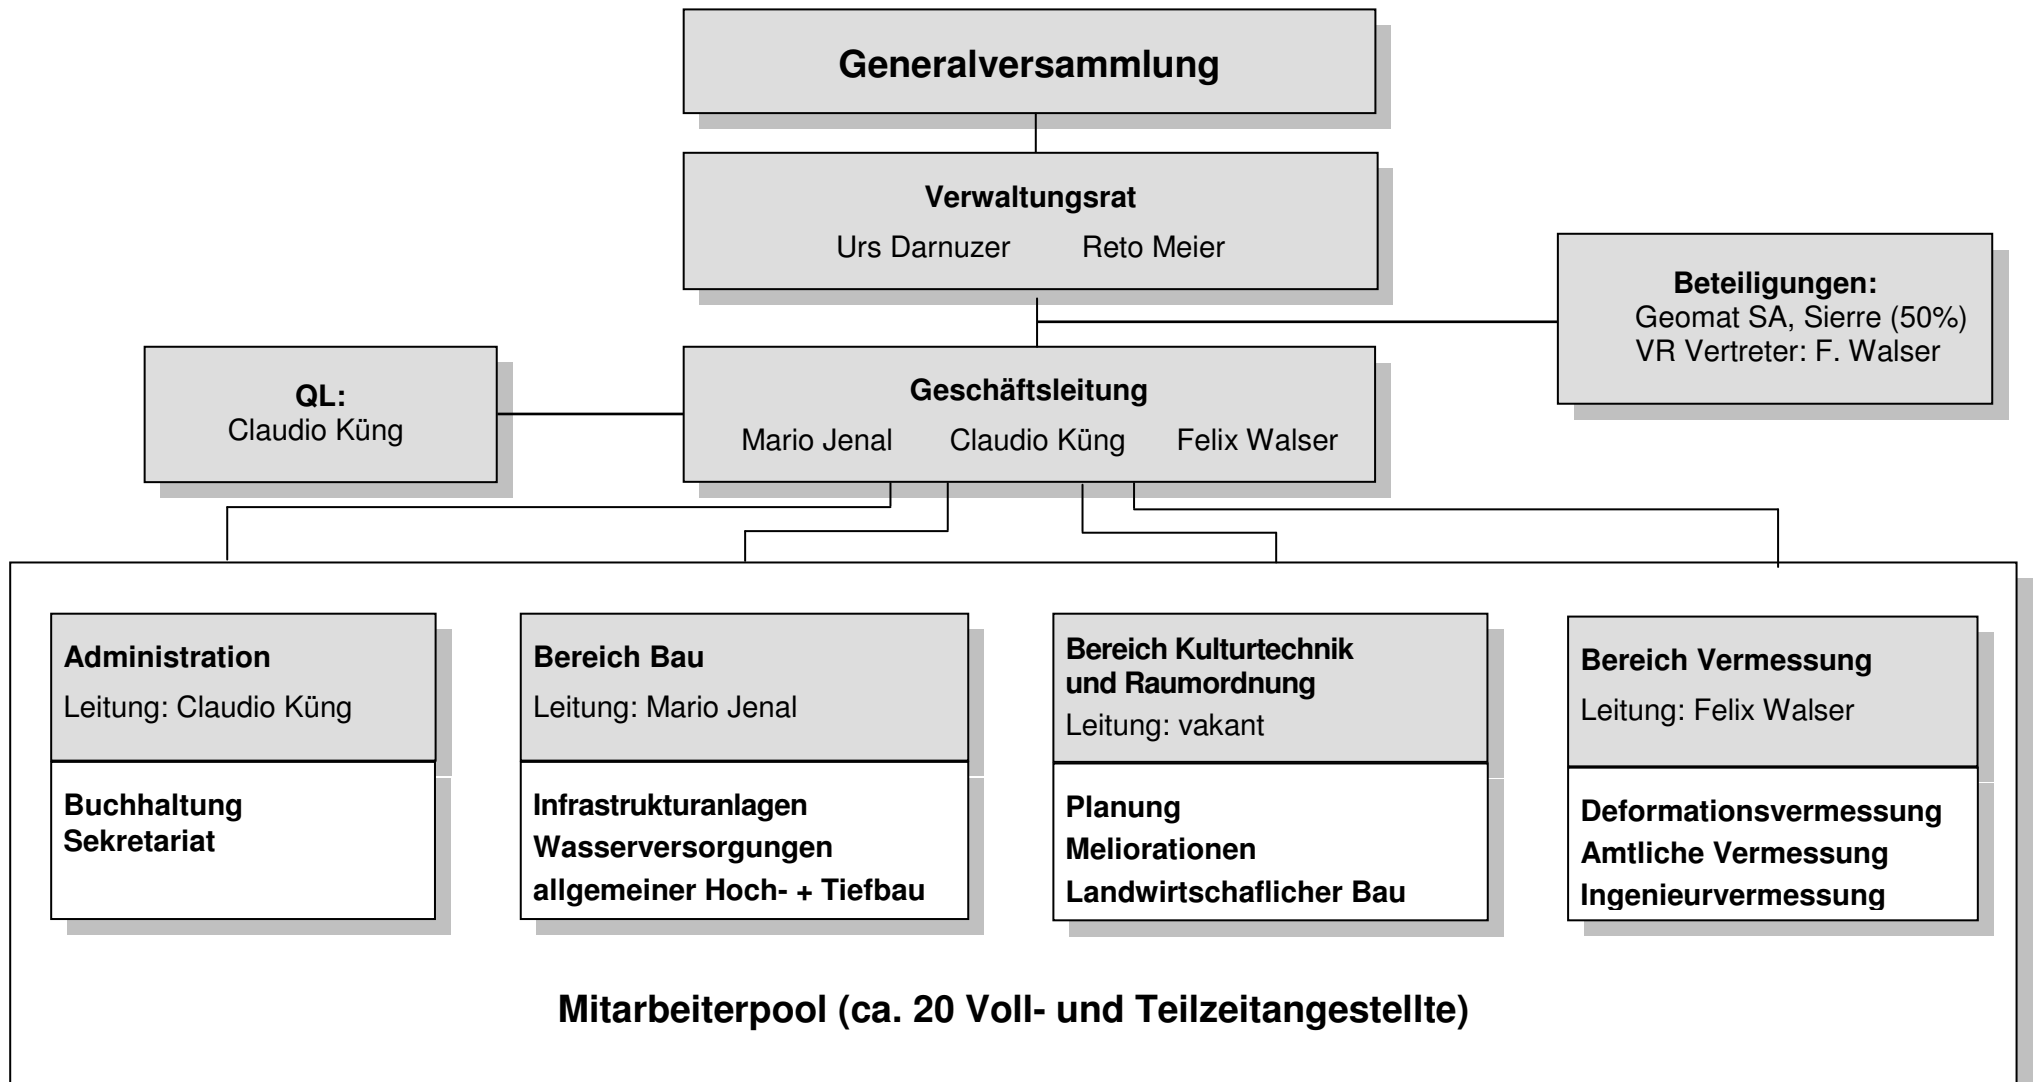 Generalversammlung
Verwaltungsrat
Urs Darnuzer Reto Meier
Beteiligungen:
Geomat SA, Sierre (50%)
VR Vertreter: F. Walser
QL:
Claudio Küng
Geschäftsleitung
Mario Jenal Claudio Küng Felix Walser
Administration
Leitung: Claudio Küng
Buchhaltung
Sekretariat
Bereich Bau
Leitung: Mario Jenal
Infrastrukturanlagen
Wasserversorgungen
allgemeiner Hoch- + Tiefbau
Bereich Kulturtechnik
und Raumordnung
Leitung: vakant
Planung
Meliorationen
Landwirtschaflicher Bau
Bereich Vermessung
Leitung: Felix Walser
Deformationsvermessung
Amtliche Vermessung
Ingenieurvermessung
Mitarbeiterpool (ca. 20 Voll- und Teilzeitangestellte)